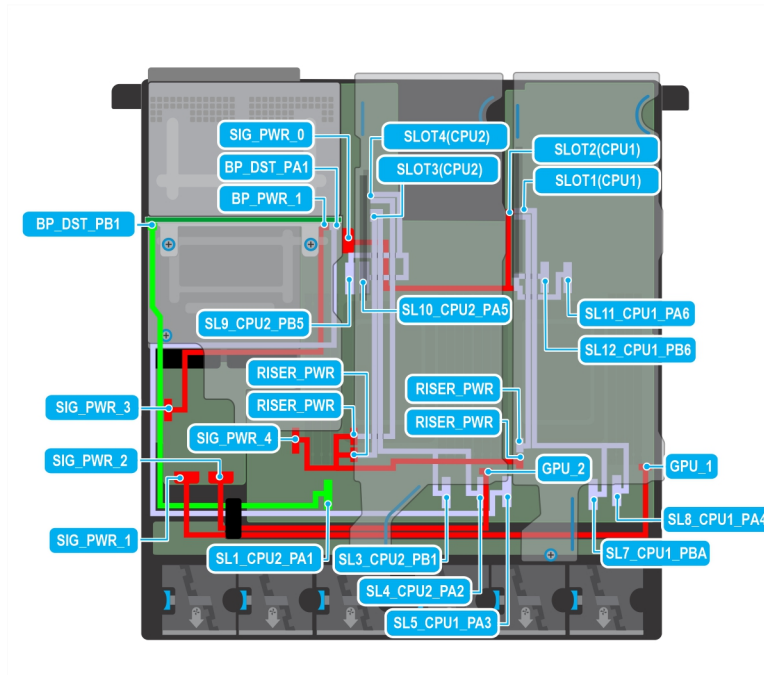 SIG_PWR_0
SLOT4(CPU2)
SLOT2(CPU1)
BP_DST_PA1
SLOT3(CPU2)
SLOT1(CPU1)
BP_PWR_1
BP_DST_PB1
SL9_CPU2_PB5
SL10_CPU2_PA5
SL11_CPU1_PA6
SL12_CPU1_PB6
RISER_PWR
RISER_PWR
RISER_PWR
RISER_PWR
SIG_PWR_3
SIG_PWR_4
SIG_PWR_2
GPU_2
GPU_1
SIG_PWR_1
SL8_CPU1_PA4
SL1_CPU2_PA1
SL3_CPU2_PB1
SL7_CPU1_PBA
SL4_CPU2_PA2
SL5_CPU1_PA3